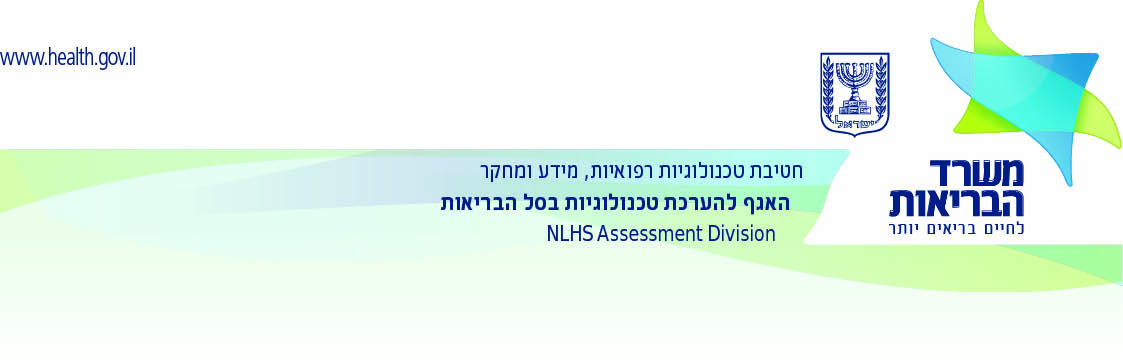 www.health.gov.il
ישראל
חטיבת טכנולוגיות רפואיות, מידע ומחקר
האגף להערכת טכנולוגיות בסל הבריאות
NLHS Assessment Division
משרד
הבריאות
לחיים בריאים יותר